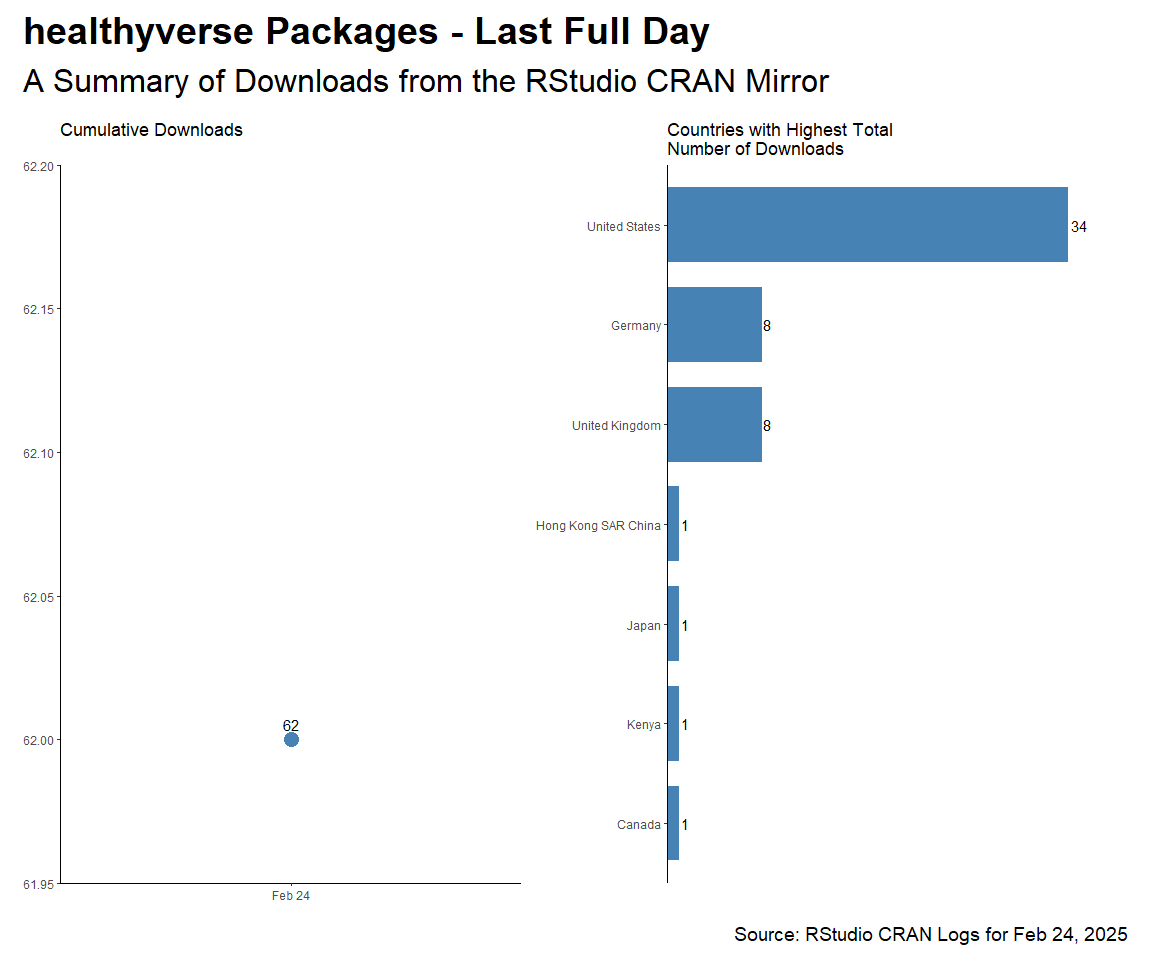 healthyverse Packages - Last Full Day
A Summary of Downloads from the RStudio CRAN Mirror
Cumulative Downloads
62.20
62.15
62.10
62.05
62.00
61.95
62
Feb 24
Countries with Highest Total
Number of Downloads
United States 34
Germany 8
United Kingdom 8
Hong Kong SAR China 1
Japan 1
Kenya 1
Canada 1
Source: RStudio CRAN Logs for Feb 24, 2025